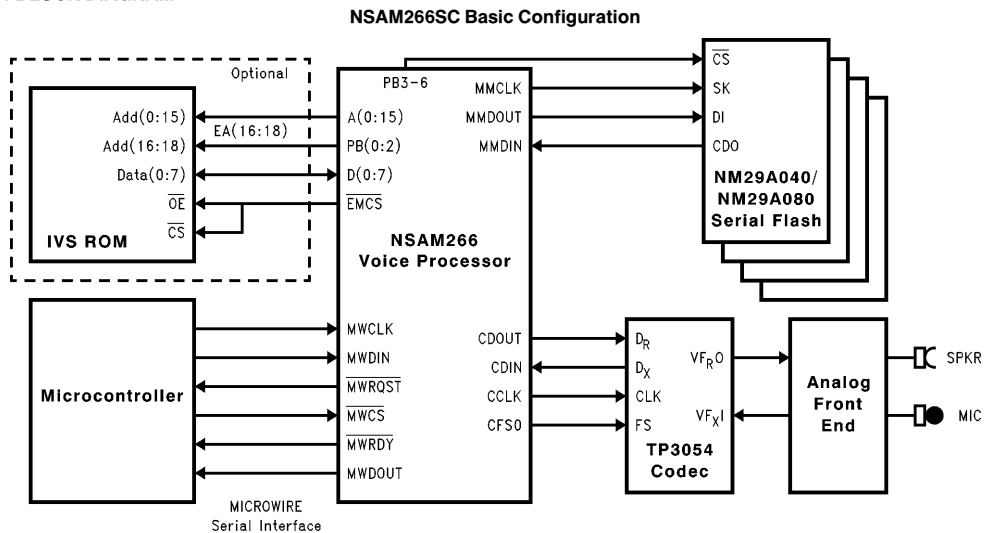 NSAM266SC Basic Configuration
Optional
Add(0:15)
EA(16:18)
Add(16:18)
Data(0:7)
OE
CS
IVS ROM
PB3-6
A(0:15)
PB(0:2)
D(0:7)
EMCS
MMCLK
MMDOUT
MMDIN
NSAM266
Voice Processor
CS
SK
DI
CDO
NM29A040/
NM29A080
Serial Flash
Microcontroller
MWCLK
MWDIN
MWRQST
MWCS
MWRDY
MWDOUT
MICROWIRE
Serial Interface
CDOUT
CDIN
CCLK
CFS0
DR
DX
CLK
FS
VFRO
VFXI
TP3054
Codec
Analog
Front
End
SPKR
MIC